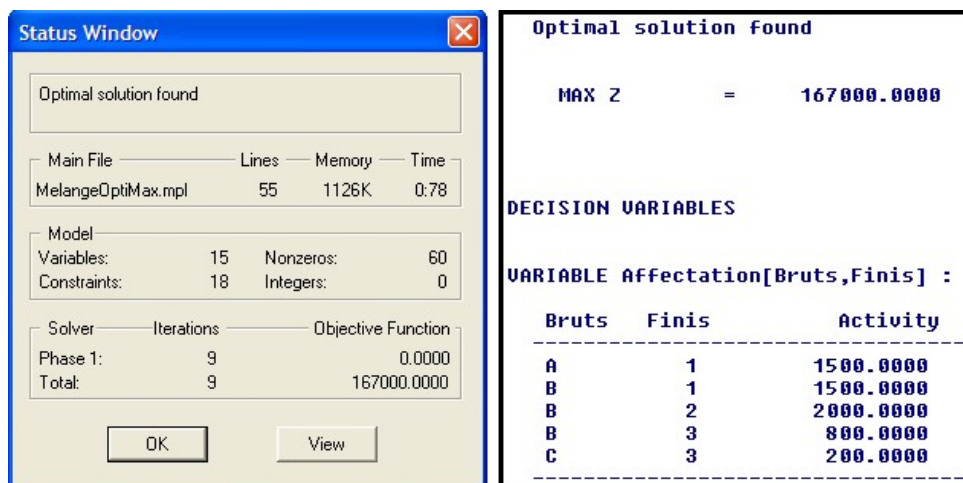 Status Window
Optimal solution found
Main File Lines Memory Time
MelangeOptiMax.mpl 55 1126K 0:78
Model
Variables: 15 Nonzeros: 60
Constraints: 18 Integers: 0
Solver Iterations Objective Function
Phase 1: 9 0.0000
Total: 9 167000.0000
OK View
Optimal solution found
MAX Z = 167000.0000
DECISION VARIABLES
VARIABLE Affectation[Bruts,Finis] :
Bruts Finis Activity
A 1 1500.0000
B 1 1500.0000
B 2 2000.0000
B 3 800.0000
C 3 200.0000